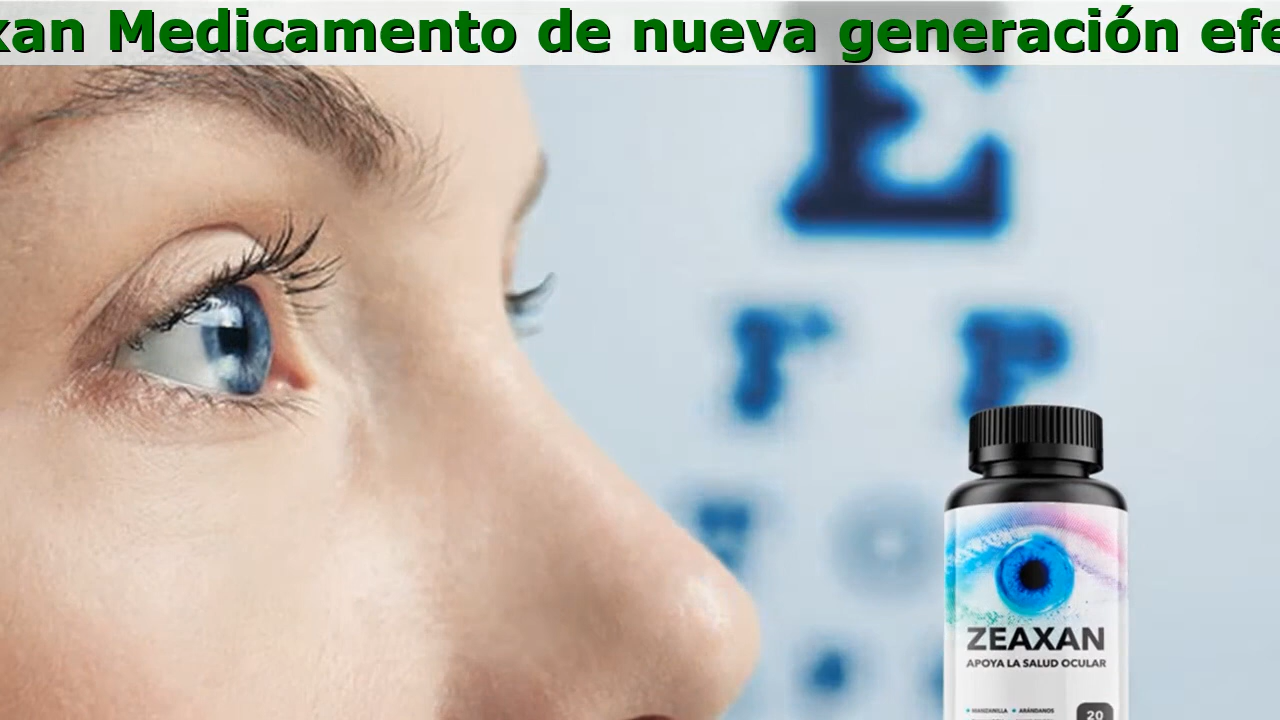 xan Medicamento de nueva generación efe
E
F P
ZEAXAN
APOYA LA SALUD OCULAR
MANZANILLA ARÁNDANOS
20